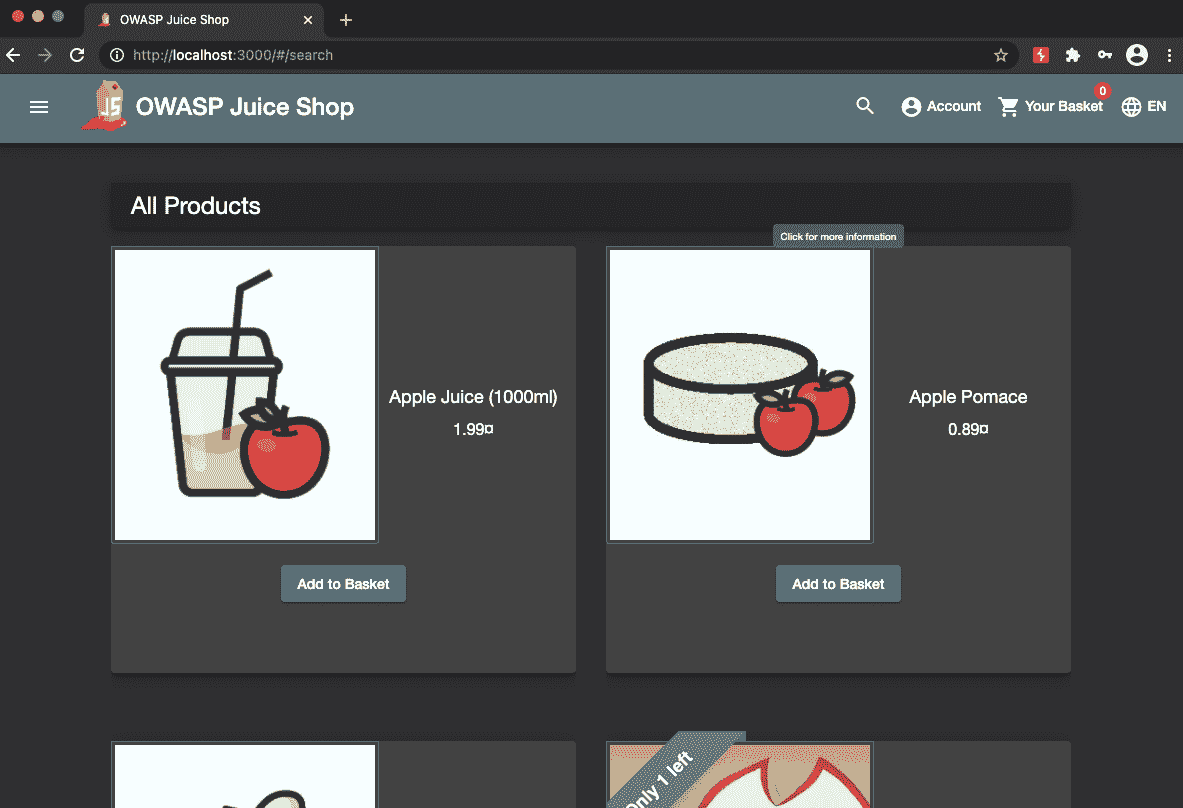 OWASP Juice Shop
http://localhost:3000/#/search
JS
OWASP Juice Shop
Account
Your Basket
0
EN
All Products
Click for more information
Apple Juice (1000ml)
1.99¤
Apple Pomace
0.89¤
Add to Basket
Add to Basket
Only 1 left